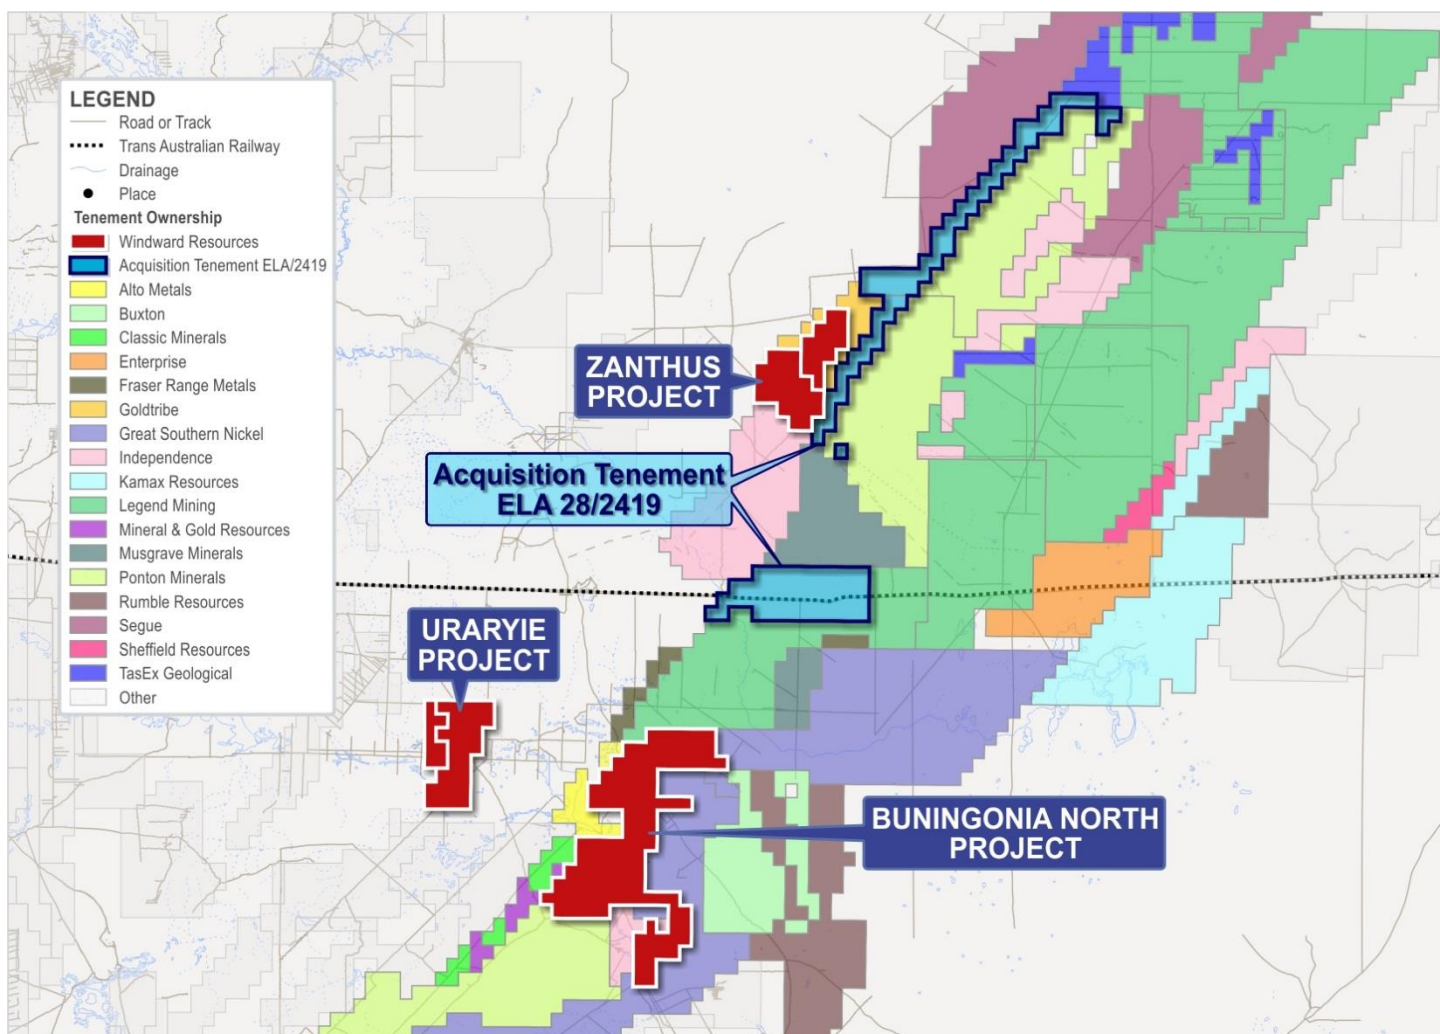 LEGEND
Road or Track
Trans Australian Railway
Drainage
Place
Tenement Ownership
Windward Resources
Acquisition Tenement ELA/2419
Alto Metals
Buxton
Classic Minerals
Enterprise
Fraser Range Metals
Goldtribe
Great Southern Nickel
Independence
Kamax Resources
Legend Mining
Mineral & Gold Resources
Musgrave Minerals
Ponton Minerals
Rumble Resources
Segue
Sheffield Resources
TasEx Geological
Other
ZANTHUS
PROJECT
Acquisition Tenement
ELA 28/2419
URARYIE
PROJECT
BUNINGONIA NORTH
PROJECT